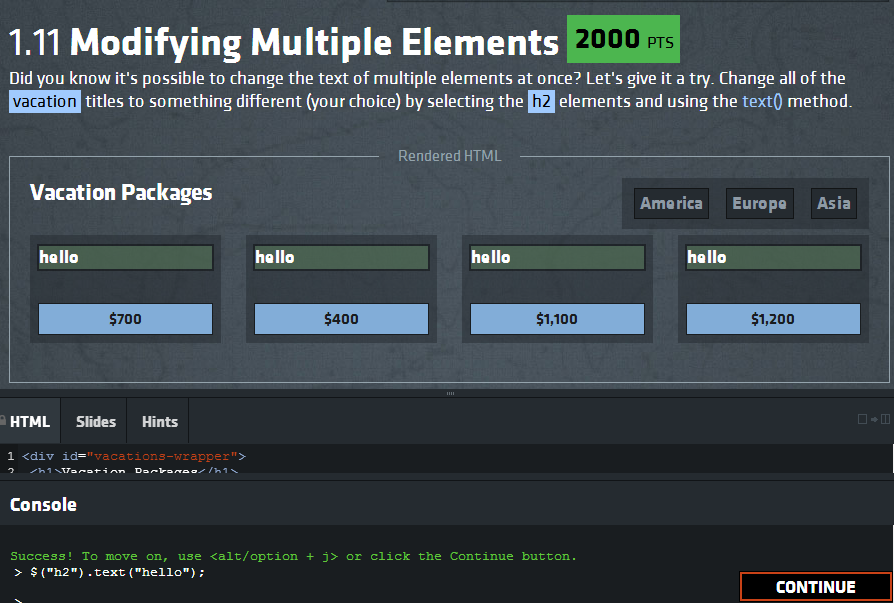 1.11 Modifying Multiple Elements 2000 PTS
Did you know it's possible to change the text of multiple elements at once? Let's give it a try. Change all of the
vacation titles to something different (your choice) by selecting the h2 elements and using the text() method.
Rendered HTML
Vacation Packages
America Europe Asia
hello hello hello hello
$700 $400 $1,100 $1,200
HTML Slides Hints
1 <div id="vacations-wrapper">
2 <h1>Vacation Packages</h1>
Console
Success! To move on, use <alt/option + j> or click the Continue button.
> $("h2").text("hello");
CONTINUE
>